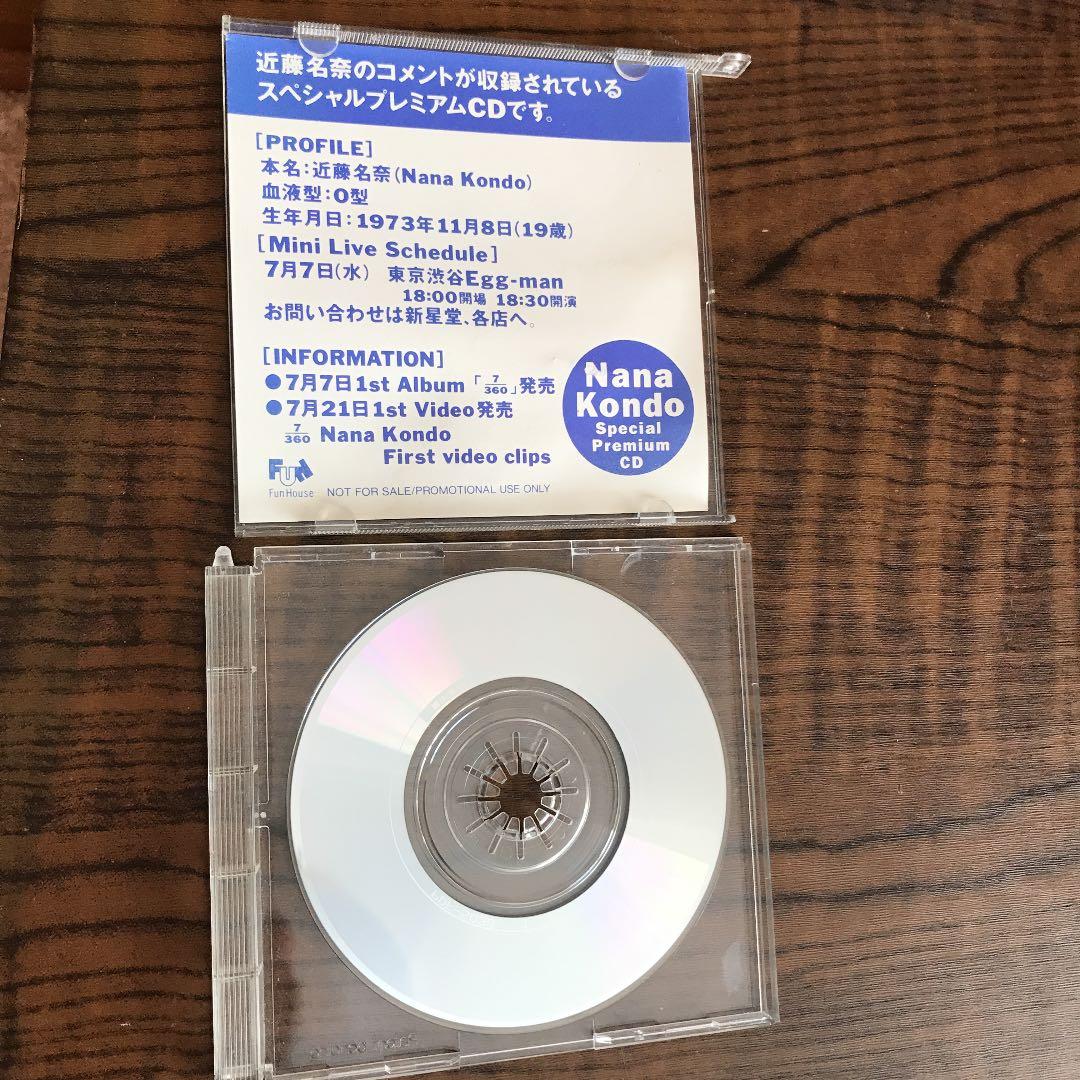 近藤名奈のコメントが収録されている
スペシャルプレミアムCDです。
[PROFILE]
本名:近藤名奈(Nana Kondo)
血液型:O型
生年月日:1973年11月8日(19歳)
[Mini Live Schedule]
7月7日(水) 東京渋谷Egg-man
18:00開場 18:30開演
お問い合わせは新星堂、各店へ。
[INFORMATION]
●7月7日1st Album「7/360」発売
●7月21日1st Video発売
7/360 Nana Kondo
First video clips
Fun
FunHouse NOT FOR SALE/PROMOTIONAL USE ONLY
Nana
Kondo
Special
Premium
CD